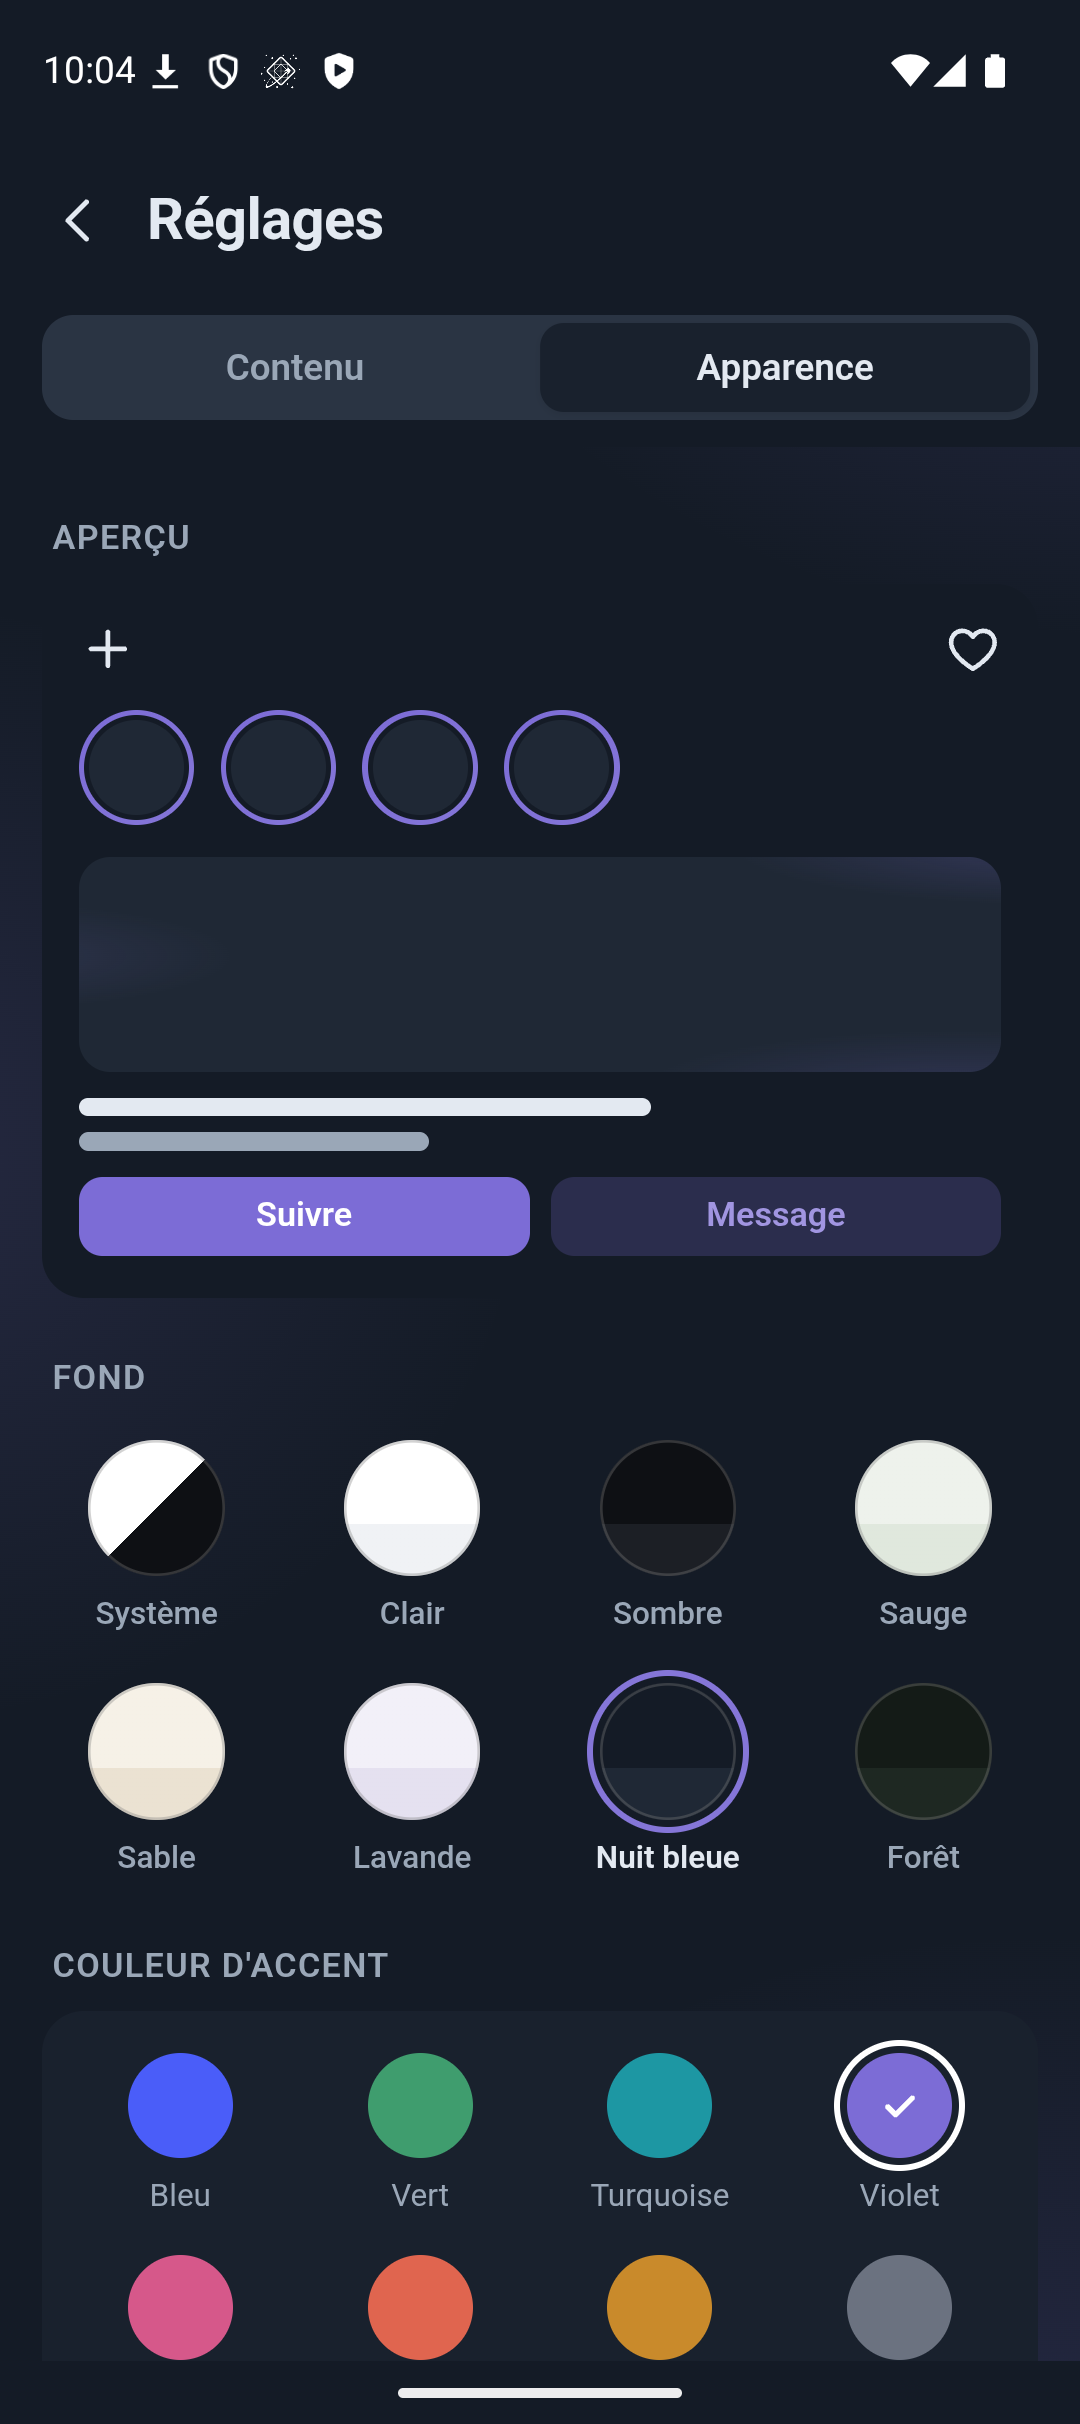 10:04
Réglages
Contenu
Apparence
APERÇU
Suivre
Message
FOND
Système
Clair
Sombre
Sauge
Sable
Lavande
Nuit bleue
Forêt
COULEUR D'ACCENT
Bleu
Vert
Turquoise
Violet